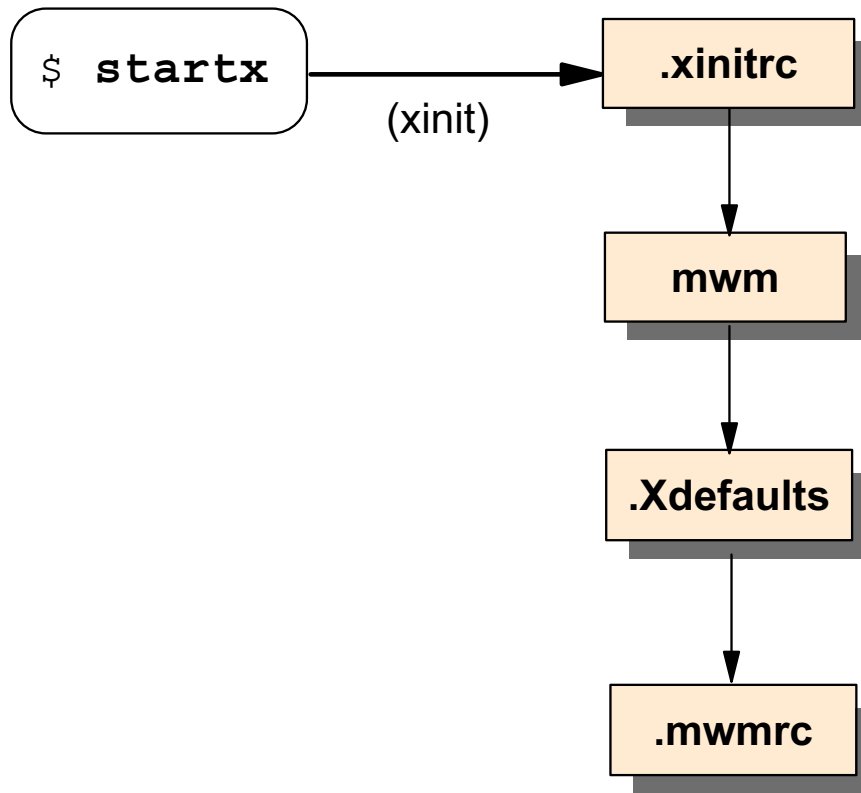 $ startx
(xinit)
.xinitrc
mwm
.Xdefaults
.mwmrc